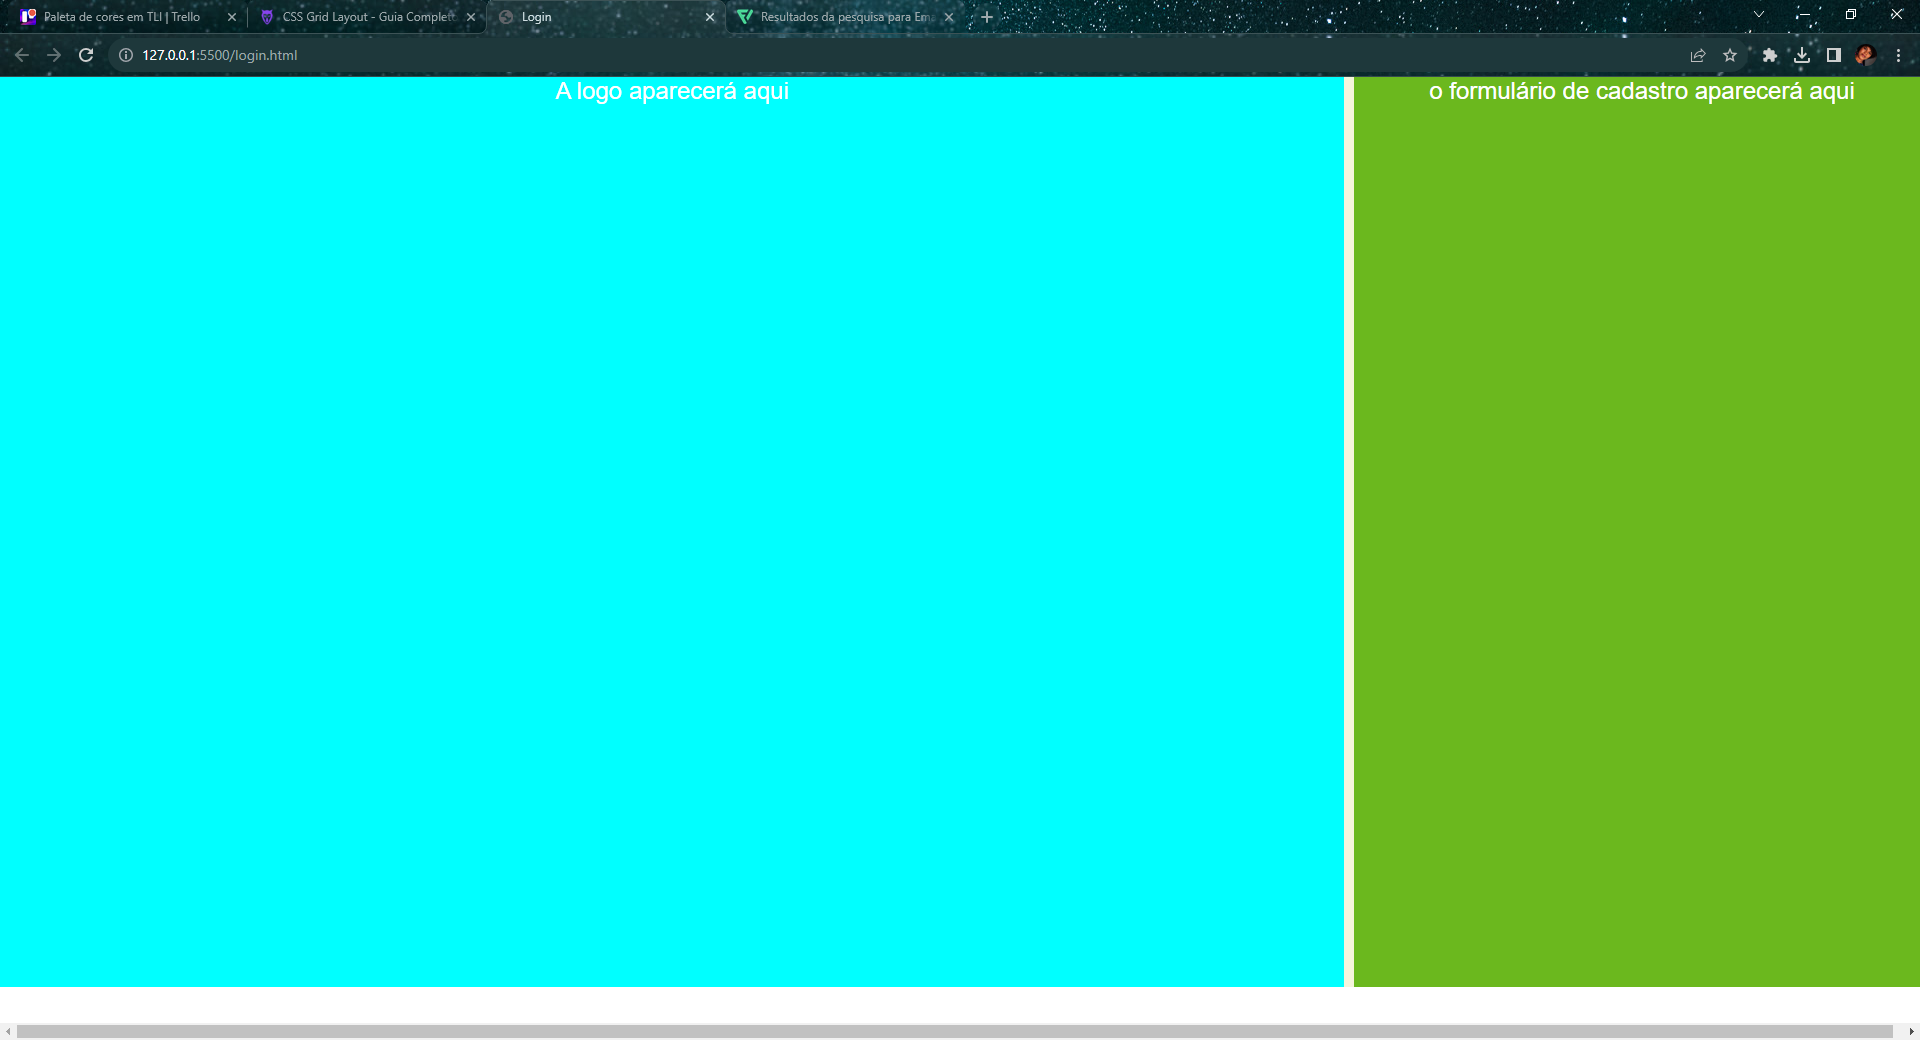 Paleta de cores em TLI | Trello
CSS Grid Layout - Guia Complet
Login
Resultados da pesquisa para Em
127.0.0.1:5500/login.html
A logo aparecerá aqui
o formulário de cadastro aparecerá aqui